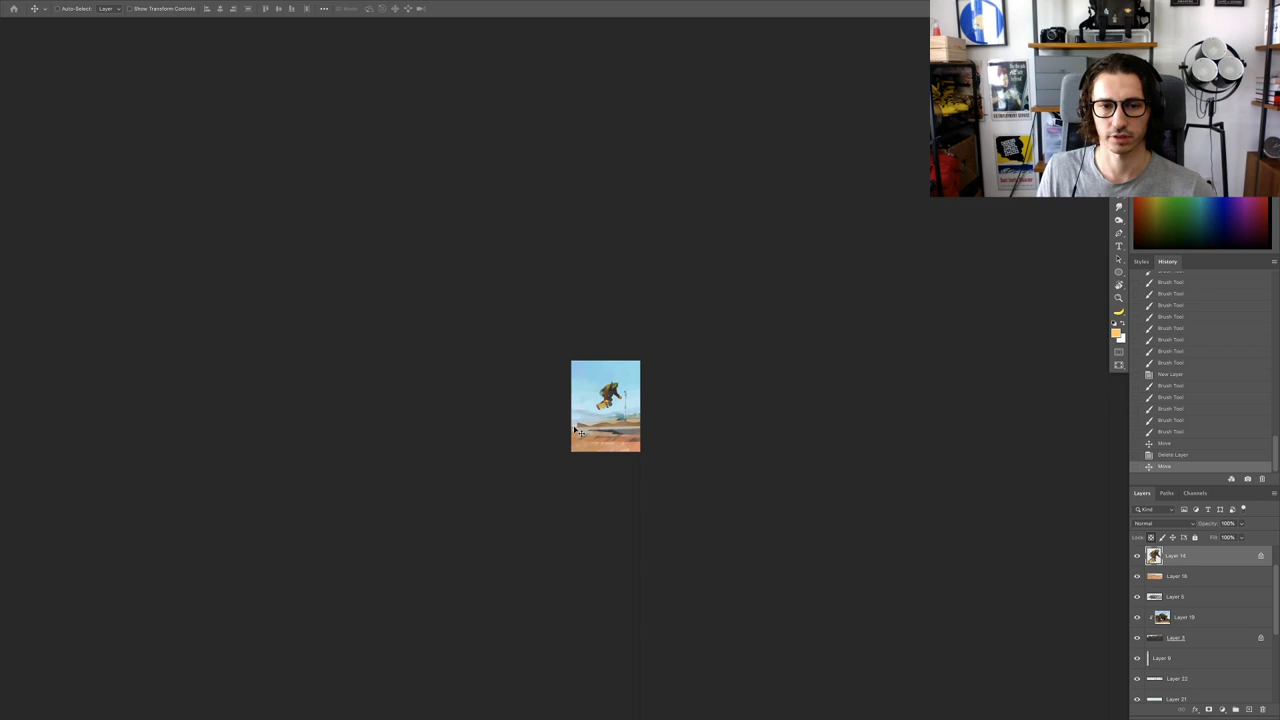 Auto-Select: Layer Show Transform Controls
Styles History
Brush Tool
Brush Tool
Brush Tool
Brush Tool
Brush Tool
Brush Tool
Brush Tool
Brush Tool
New Layer
Brush Tool
Brush Tool
Brush Tool
Brush Tool
Brush Tool
Move
Delete Layer
Move
Layers Paths Channels
Kind
Normal Opacity: 100%
Lock: Fill: 100%
Layer 14
Layer 16
Layer 5
Layer 19
Layer 3
Layer 9
Layer 22
Layer 21